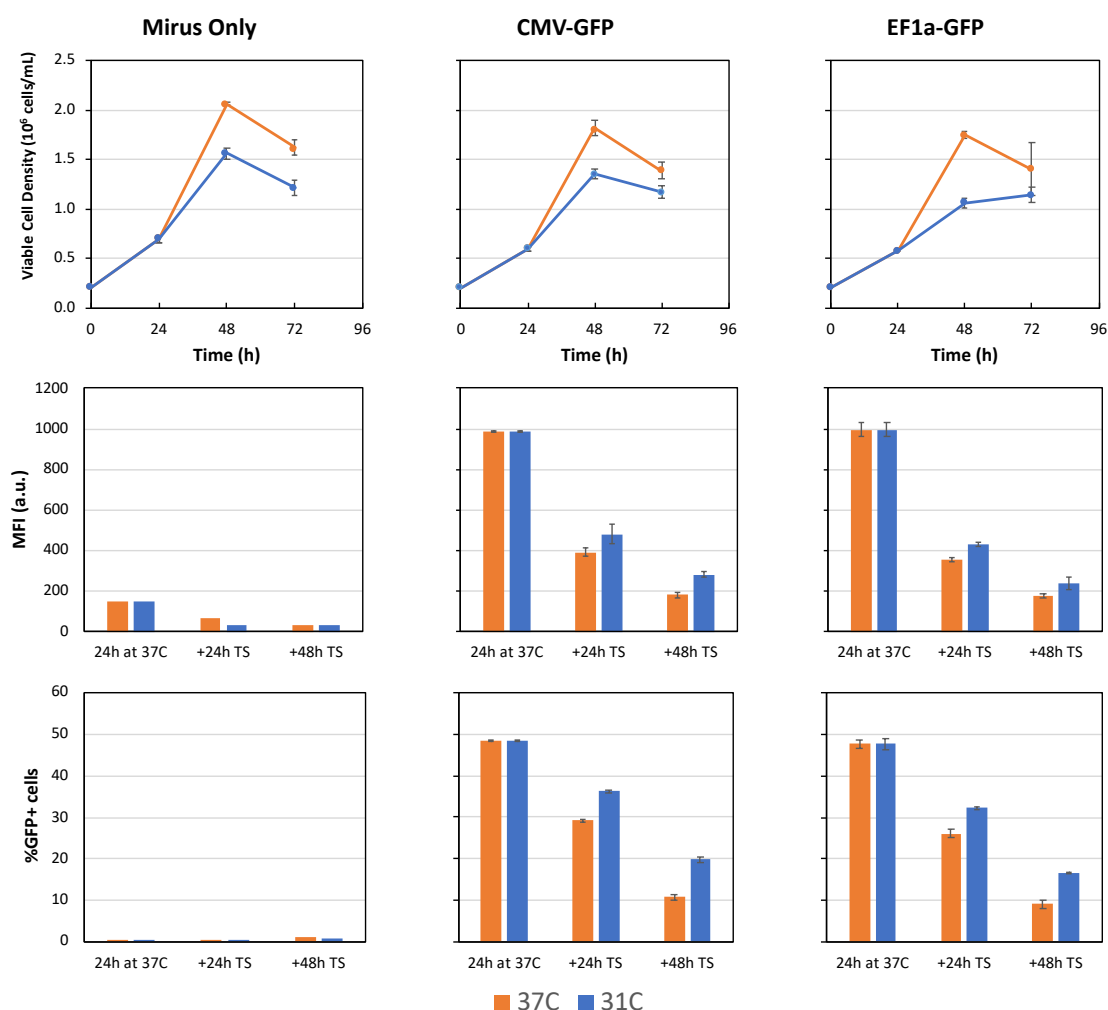 Mirus Only CMV-GFP EF1a-GFP
Viable Cell Density (10⁶ cells/mL)
2.5
2.0
1.5
1.0
0.5
0.0
0 24 48 72 96 0 24 48 72 96 0 24 48 72 96
Time (h) Time (h) Time (h)
MFI (a.u.)
1200
1000
800
600
400
200
0
24h at 37C +24h TS +48h TS 24h at 37C +24h TS +48h TS 24h at 37C +24h TS +48h TS
%GFP+ cells
60
50
40
30
20
10
0
24h at 37C +24h TS +48h TS 24h at 37C +24h TS +48h TS 24h at 37C +24h TS +48h TS
37C 31C